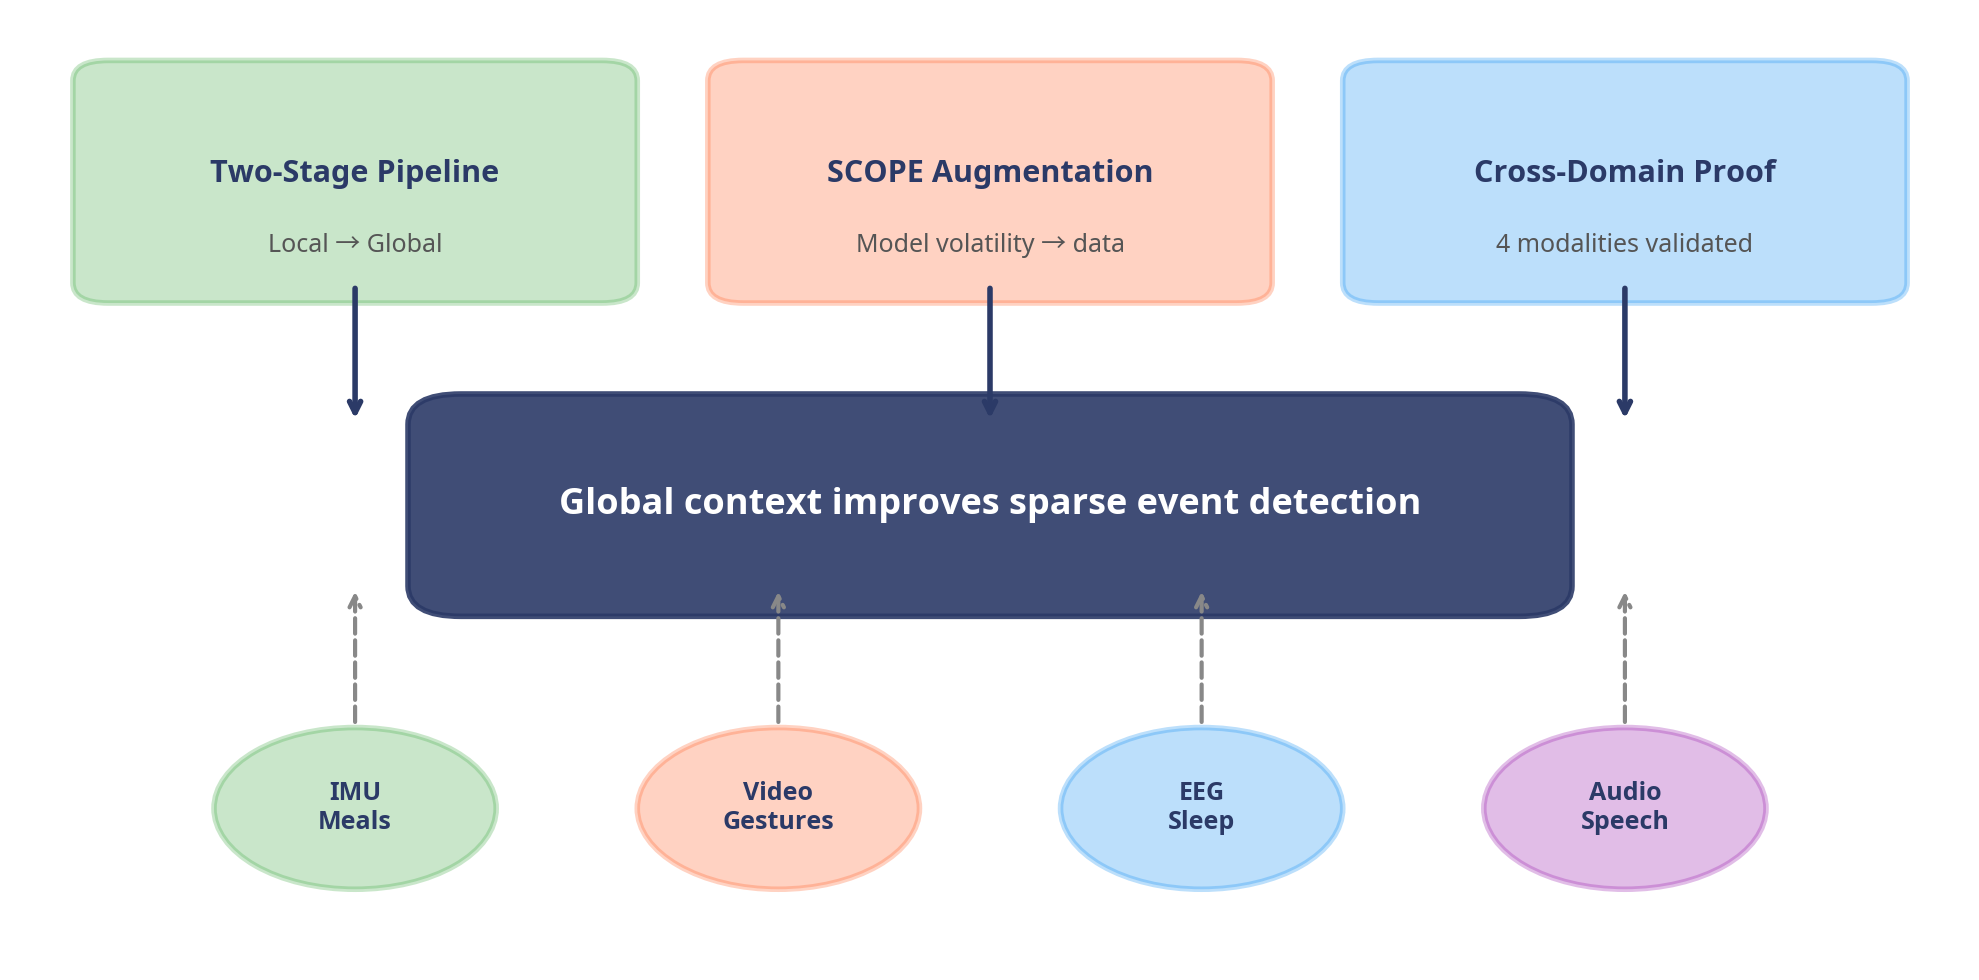 Two-Stage Pipeline
Local → Global
SCOPE Augmentation
Model volatility → data
Cross-Domain Proof
4 modalities validated
Global context improves sparse event detection
IMU
Meals
Video
Gestures
EEG
Sleep
Audio
Speech